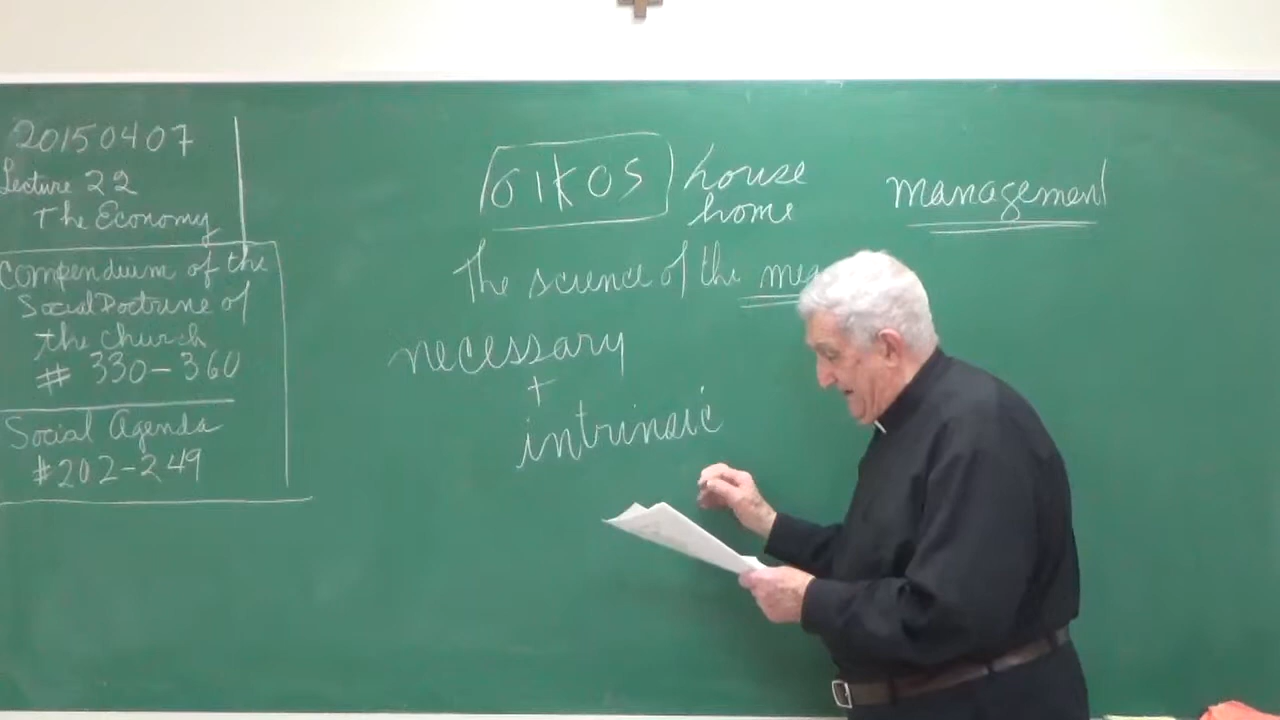 20150407
Lecture 22
The Economy
Compendium of the
Social Doctrine of
the church
# 330-360
Social Agenda
#202-249
OIKOS
house
home
management
The science of the
necessary
+
intrinsic